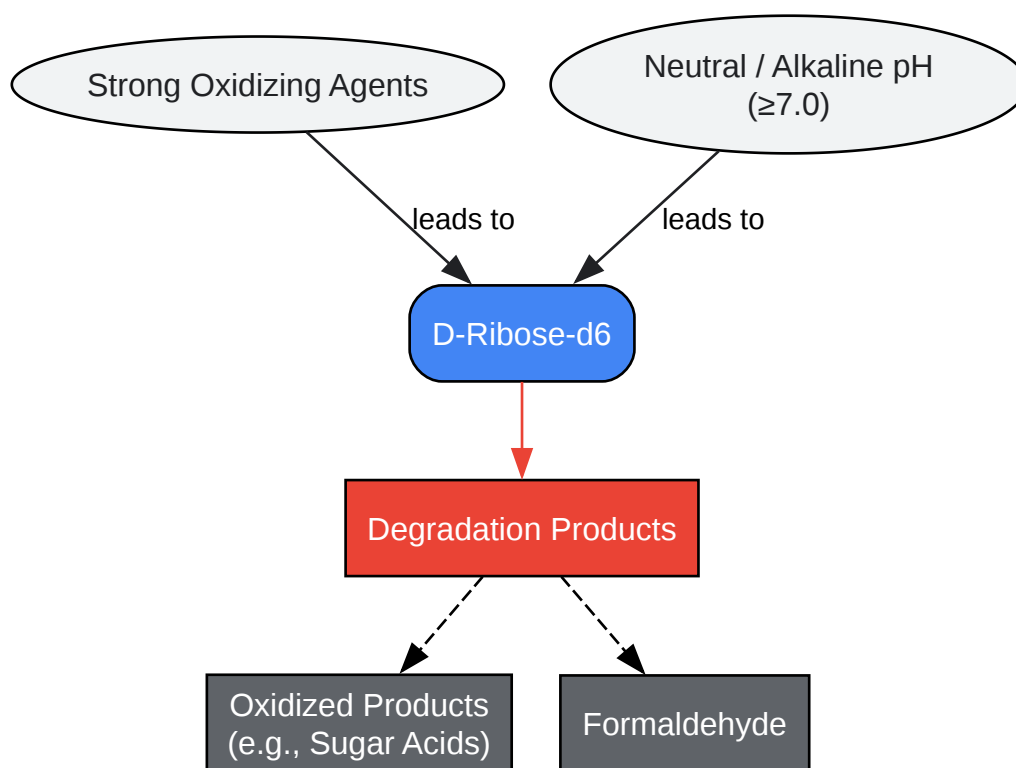 Strong Oxidizing Agents
Neutral / Alkaline pH
(≥7.0)
leads to
leads to
D-Ribose-d6
Degradation Products
Oxidized Products
(e.g., Sugar Acids)
Formaldehyde